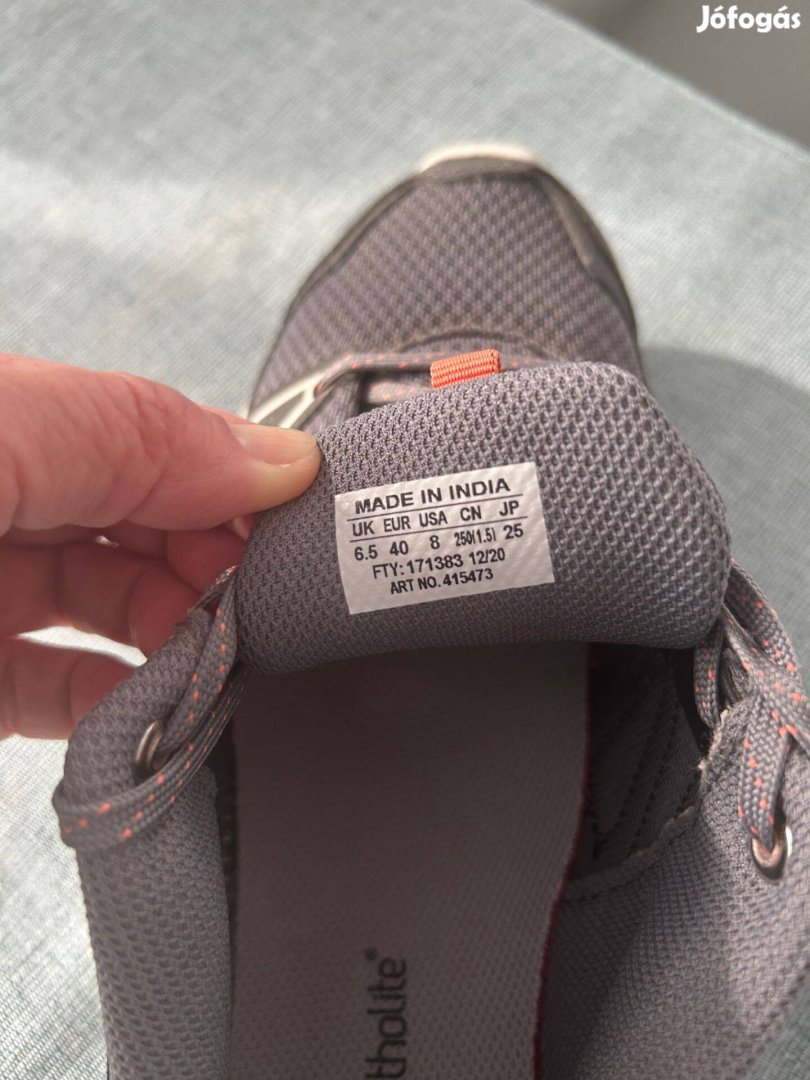 Jófogás
MADE IN INDIA
UK EUR USA CN JP
6.5 40 8 250(1.5) 25
FTY: 171383 12/20
ART NO. 415473
tholite®